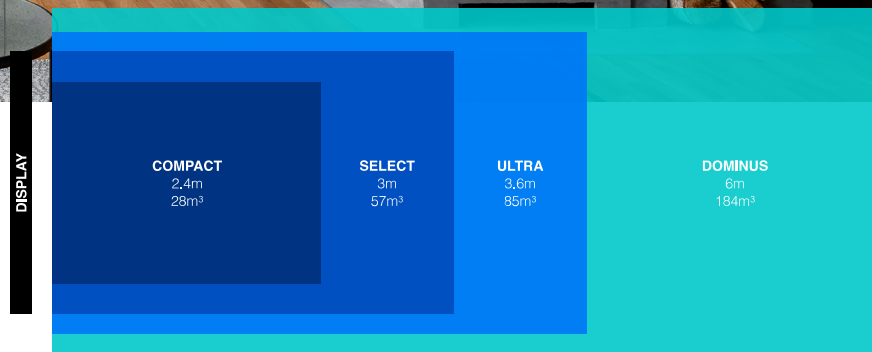 DISPLAY
COMPACT
2.4m
28m³
SELECT
3m
57m³
ULTRA
3.6m
85m³
DOMINUS
6m
184m³